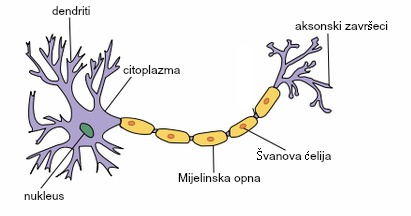 dendriti
aksonski završeci
citoplazma
Švanova ćelija
Mijelinska opna
nukleus